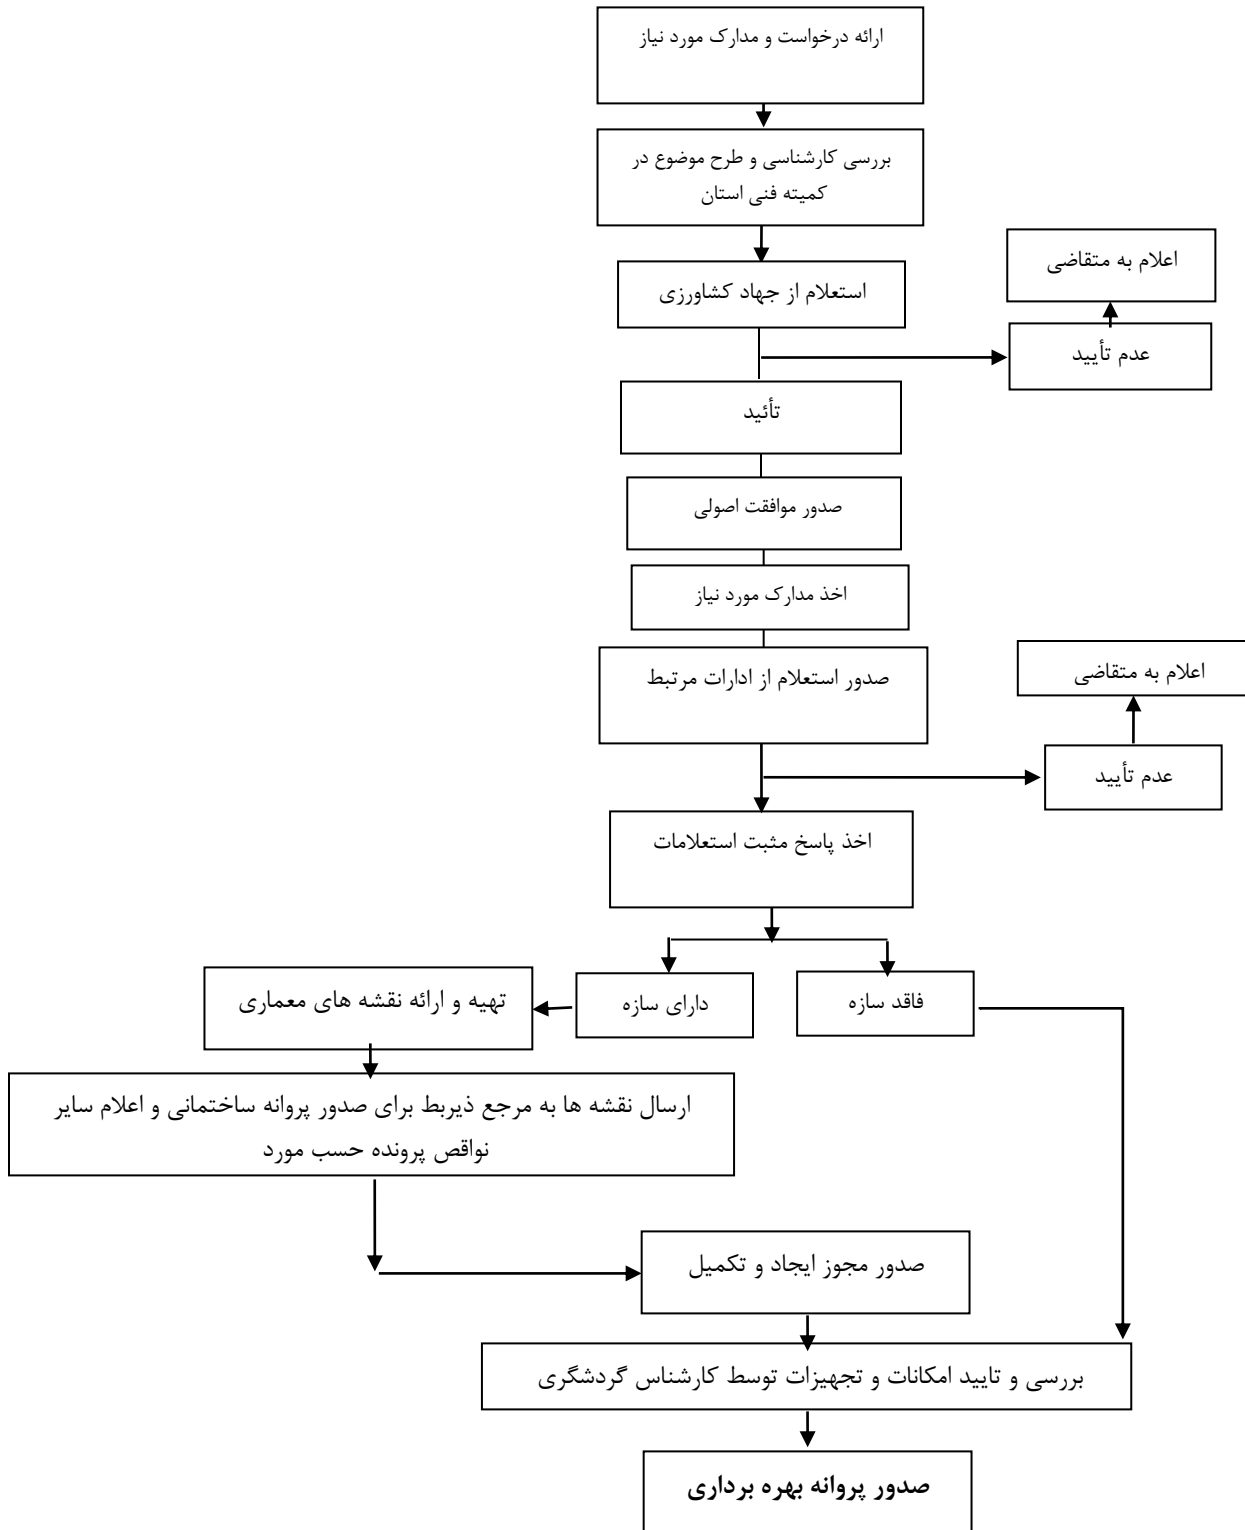 ارائه درخواست و مدارک مورد نیاز
بررسی کارشناسی و طرح موضوع در
کمیته فنی استان
اعلام به متقاضی
استعلام از جهاد کشاورزی
عدم تأیید
تأئید
صدور موافقت اصولی
اخذ مدارک مورد نیاز
اعلام به متقاضی
صدور استعلام از ادارات مرتبط
عدم تأیید
اخذ پاسخ مثبت استعلامات
فاقد سازه
دارای سازه
تهیه و ارائه نقشه های معماری
ارسال نقشه ها به مرجع ذیربط برای صدور پروانه ساختمانی و اعلام سایر
نواقص پرونده حسب مورد
صدور مجوز ایجاد و تکمیل
بررسی و تایید امکانات و تجهیزات توسط کارشناس گردشگری
صدور پروانه بهره برداری